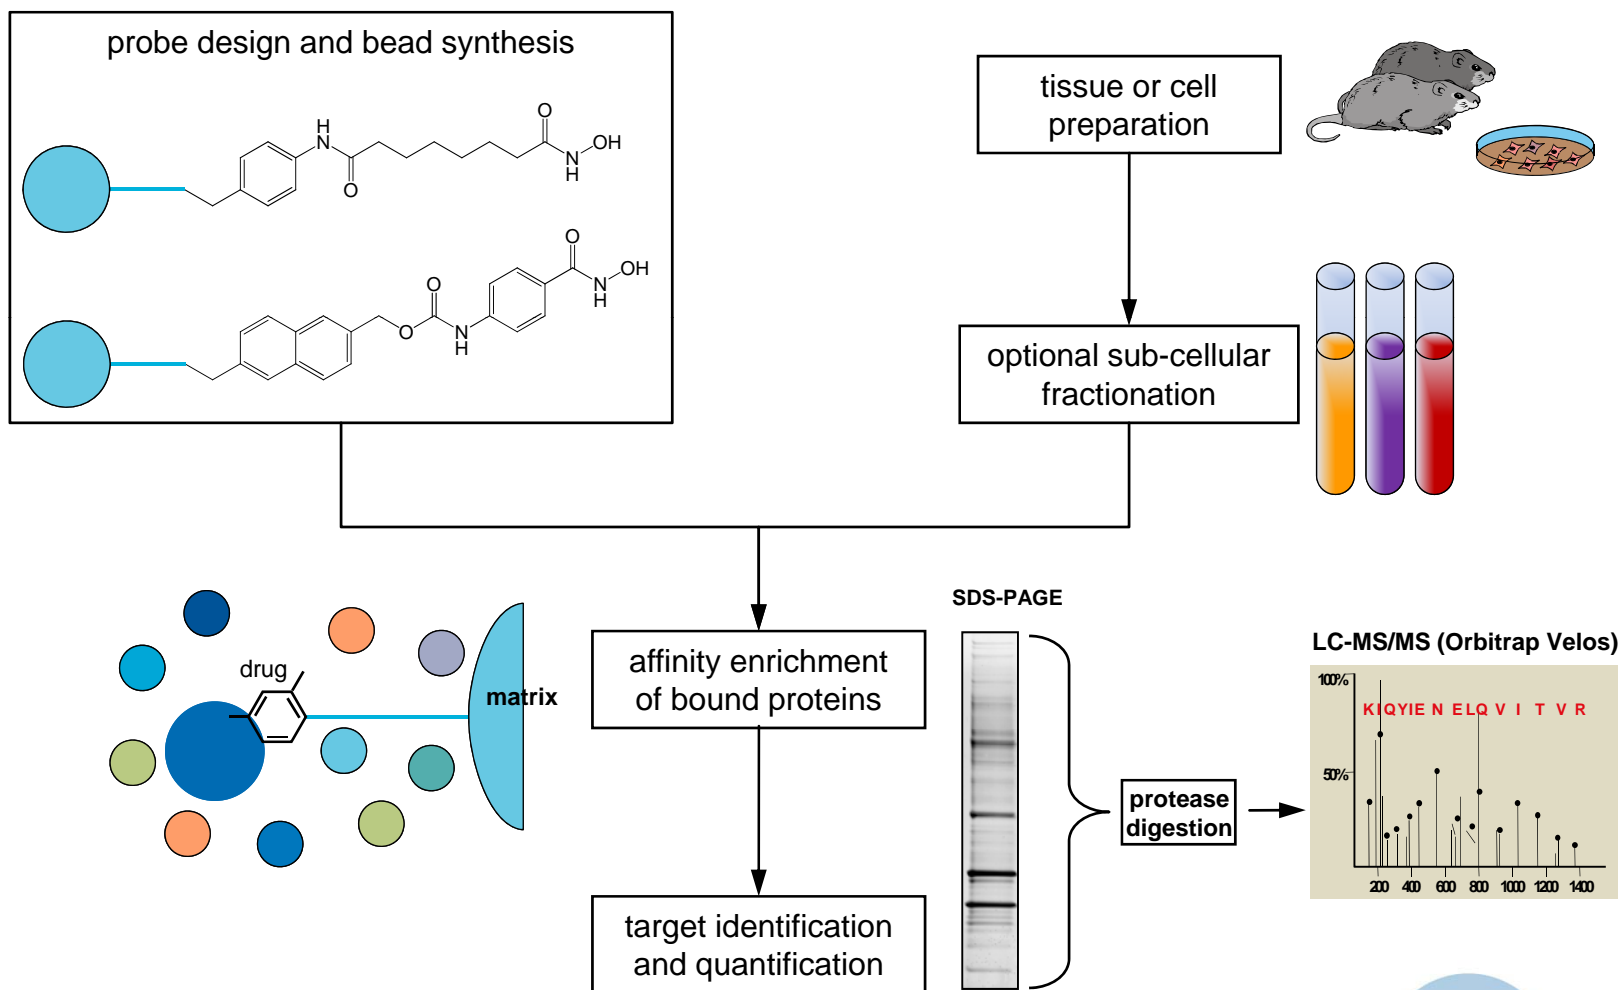 probe design and bead synthesis
H
N
O
O
N
H
OH
O
N
H
OH
O
O
N
H
tissue or cell
preparation
optional sub-cellular
fractionation
drug
matrix
affinity enrichment
of bound proteins
target identification
and quantification
SDS-PAGE
protease
digestion
LC-MS/MS (Orbitrap Velos)
100%
KIQYIE N ELQ V I T V R
50%
200 400 600 800 1000 1200 1400